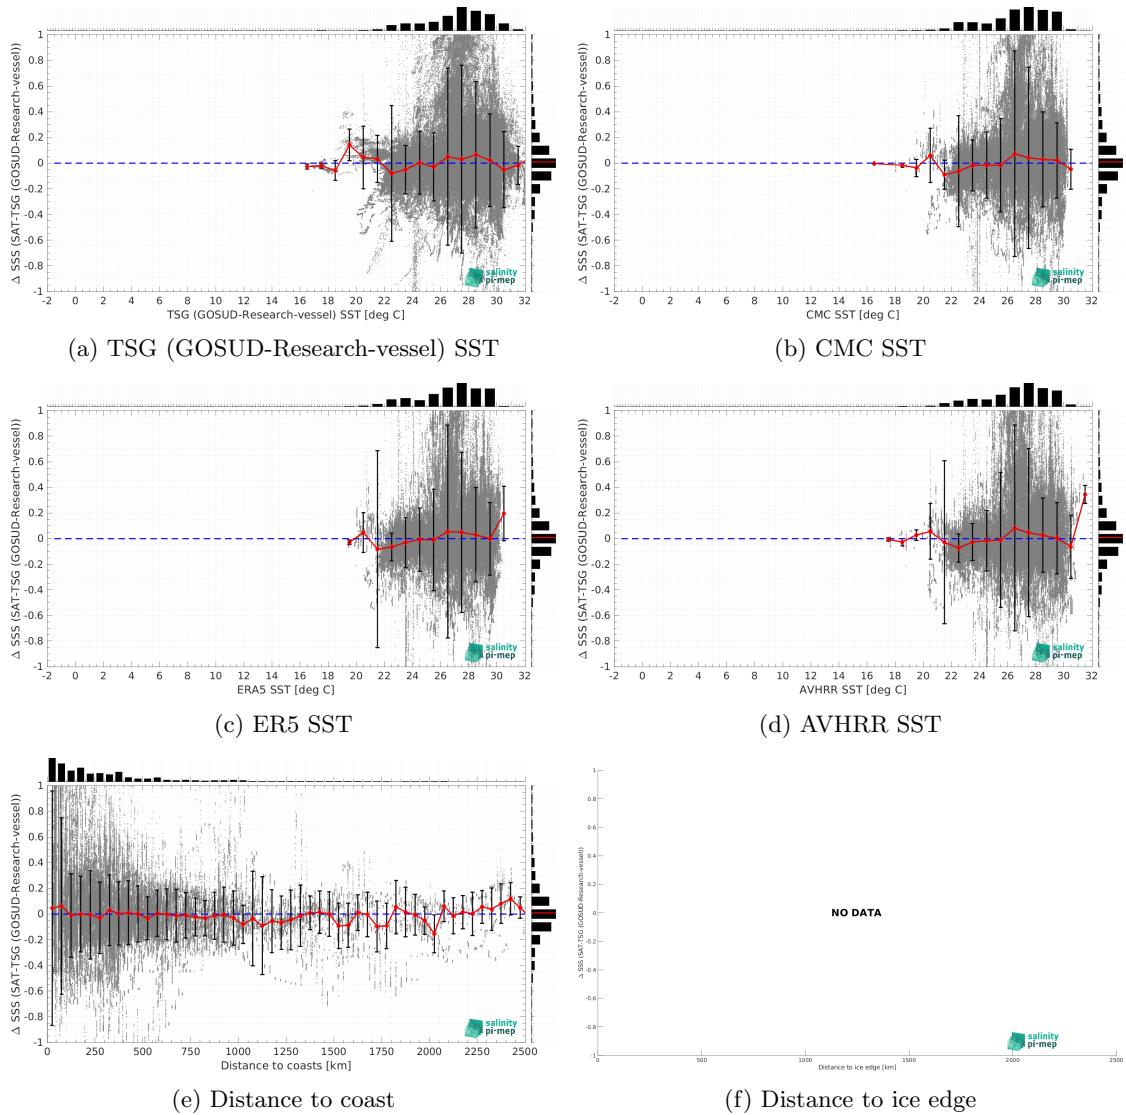 Δ SSS (SAT-TSG (GOSUD-Research-vessel))
1
0.8
0.6
0.4
0.2
0
-0.2
-0.4
-0.6
-0.8
-1
salinity
pi-mep
-2 0 2 4 6 8 10 12 14 16 18 20 22 24 26 28 30 32
TSG (GOSUD-Research-vessel) SST [deg C]
(a) TSG (GOSUD-Research-vessel) SST
Δ SSS (SAT-TSG (GOSUD-Research-vessel))
1
0.8
0.6
0.4
0.2
0
-0.2
-0.4
-0.6
-0.8
-1
salinity
pi-mep
-2 0 2 4 6 8 10 12 14 16 18 20 22 24 26 28 30 32
CMC SST [deg C]
(b) CMC SST
Δ SSS (SAT-TSG (GOSUD-Research-vessel))
1
0.8
0.6
0.4
0.2
0
-0.2
-0.4
-0.6
-0.8
-1
salinity
pi-mep
-2 0 2 4 6 8 10 12 14 16 18 20 22 24 26 28 30 32
ERA5 SST [deg C]
(c) ER5 SST
Δ SSS (SAT-TSG (GOSUD-Research-vessel))
1
0.8
0.6
0.4
0.2
0
-0.2
-0.4
-0.6
-0.8
-1
salinity
pi-mep
-2 0 2 4 6 8 10 12 14 16 18 20 22 24 26 28 30 32
AVHRR SST [deg C]
(d) AVHRR SST
Δ SSS (SAT-TSG (GOSUD-Research-vessel))
1
0.8
0.6
0.4
0.2
0
-0.2
-0.4
-0.6
-0.8
-1
salinity
pi-mep
0 250 500 750 1000 1250 1500 1750 2000 2250 2500
Distance to coasts [km]
(e) Distance to coast
Δ SSS (SAT-TSG (GOSUD-Research-vessel))
1
0.8
0.6
0.4
0.2
0
-0.2
-0.4
-0.6
-0.8
-1
NO DATA
salinity
pi-mep
0 500 1000 1500 2000 2500
Distance to ice edge [km]
(f) Distance to ice edge